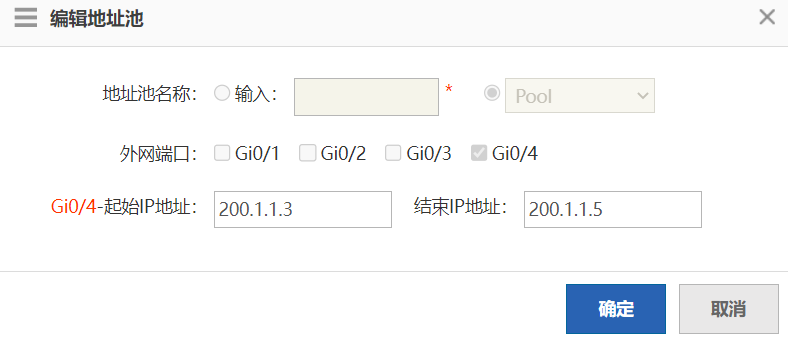 编辑地址池
地址池名称: 输入: * Pool
外网端口: Gi0/1 Gi0/2 Gi0/3 Gi0/4
Gi0/4-起始IP地址: 200.1.1.3 结束IP地址: 200.1.1.5
确定 取消